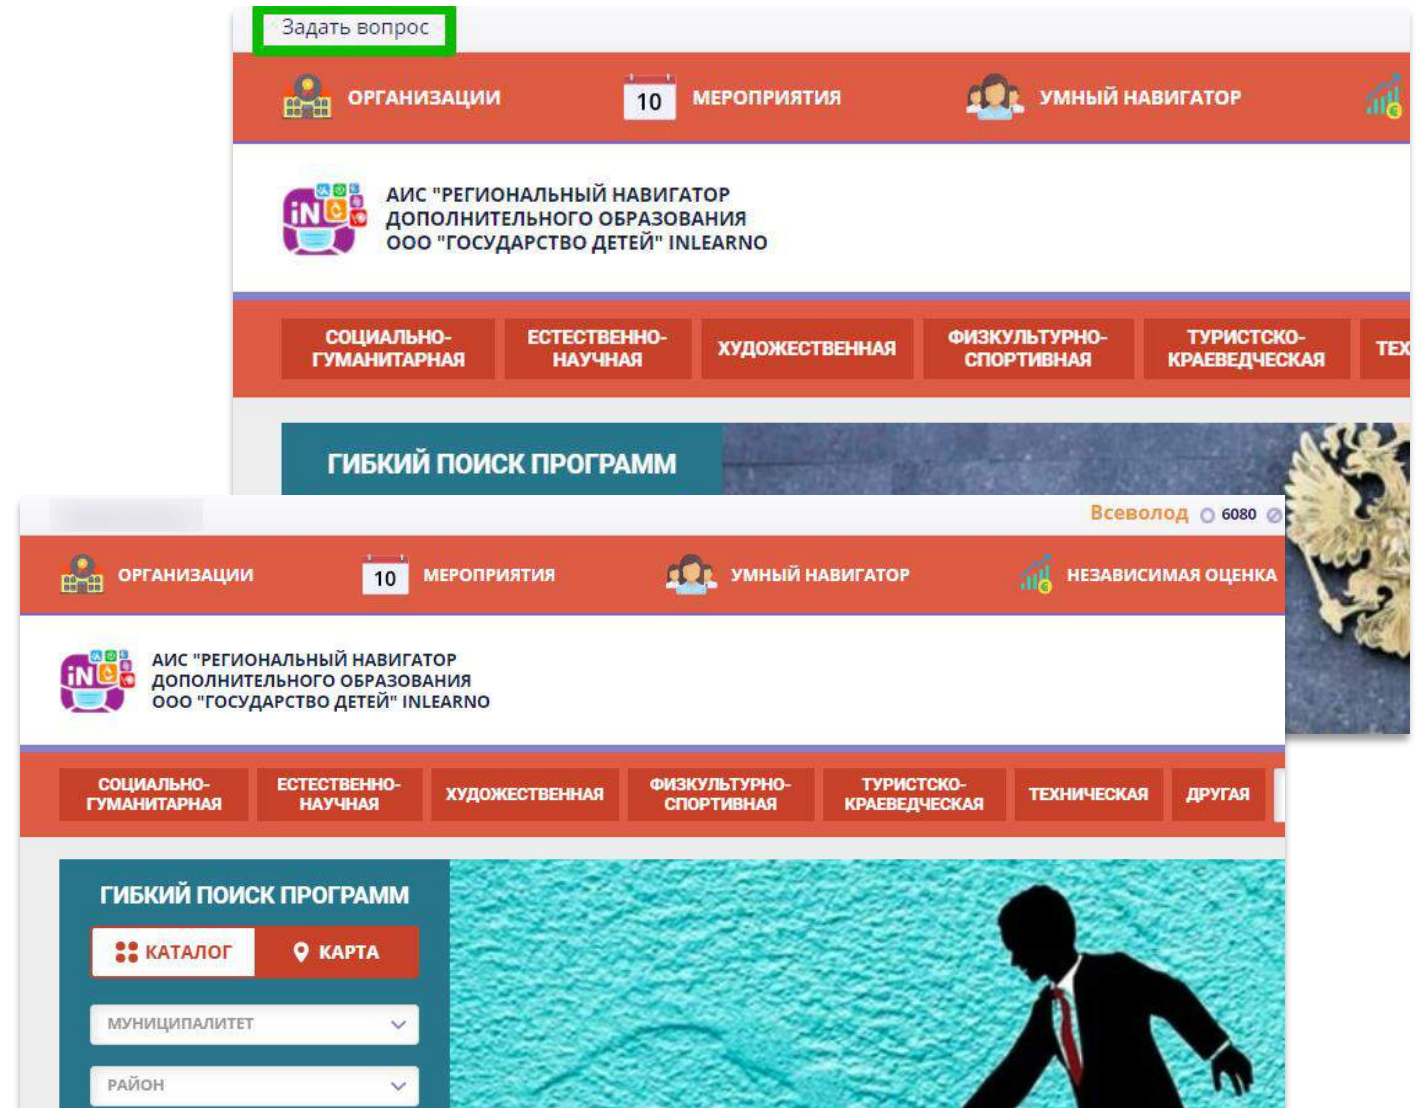 Задать вопрос
ОРГАНИЗАЦИИ
10 МЕРОПРИЯТИЯ
УМНЫЙ НАВИГАТОР
iN
АИС "РЕГИОНАЛЬНЫЙ НАВИГАТОР
ДОПОЛНИТЕЛЬНОГО ОБРАЗОВАНИЯ
ООО "ГОСУДАРСТВО ДЕТЕЙ" INLEARNO
СОЦИАЛЬНО-
ГУМАНИТАРНАЯ
ЕСТЕСТВЕННО-
НАУЧНАЯ
ХУДОЖЕСТВЕННАЯ
ФИЗКУЛЬТУРНО-
СПОРТИВНАЯ
ТУРИСТСКО-
КРАЕВЕДЧЕСКАЯ
ТЕХ
ГИБКИЙ ПОИСК ПРОГРАММ
Всеволод 6080
ОРГАНИЗАЦИИ
10 МЕРОПРИЯТИЯ
УМНЫЙ НАВИГАТОР
НЕЗАВИСИМАЯ ОЦЕНКА
iN
АИС "РЕГИОНАЛЬНЫЙ НАВИГАТОР
ДОПОЛНИТЕЛЬНОГО ОБРАЗОВАНИЯ
ООО "ГОСУДАРСТВО ДЕТЕЙ" INLEARNO
СОЦИАЛЬНО-
ГУМАНИТАРНАЯ
ЕСТЕСТВЕННО-
НАУЧНАЯ
ХУДОЖЕСТВЕННАЯ
ФИЗКУЛЬТУРНО-
СПОРТИВНАЯ
ТУРИСТСКО-
КРАЕВЕДЧЕСКАЯ
ТЕХНИЧЕСКАЯ
ДРУГАЯ
ГИБКИЙ ПОИСК ПРОГРАММ
КАТАЛОГ
КАРТА
МУНИЦИПАЛИТЕТ
РАЙОН